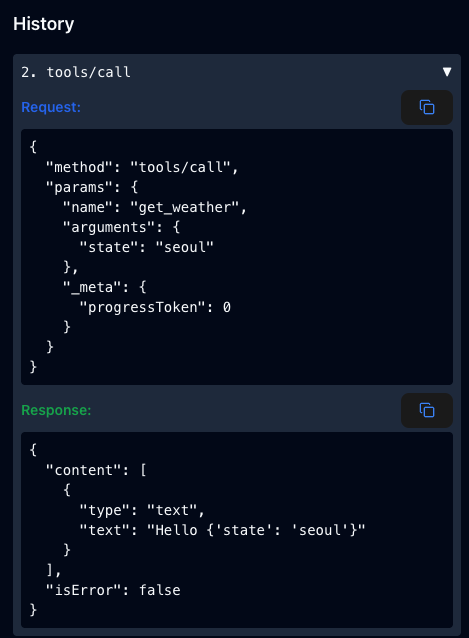 History
2. tools/call
Request:
{
  "method": "tools/call",
  "params": {
    "name": "get_weather",
    "arguments": {
      "state": "seoul"
    },
    "_meta": {
      "progressToken": 0
    }
  }
}
Response:
{
  "content": [
    {
      "type": "text",
      "text": "Hello {'state': 'seoul'}"
    }
  ],
  "isError": false
}